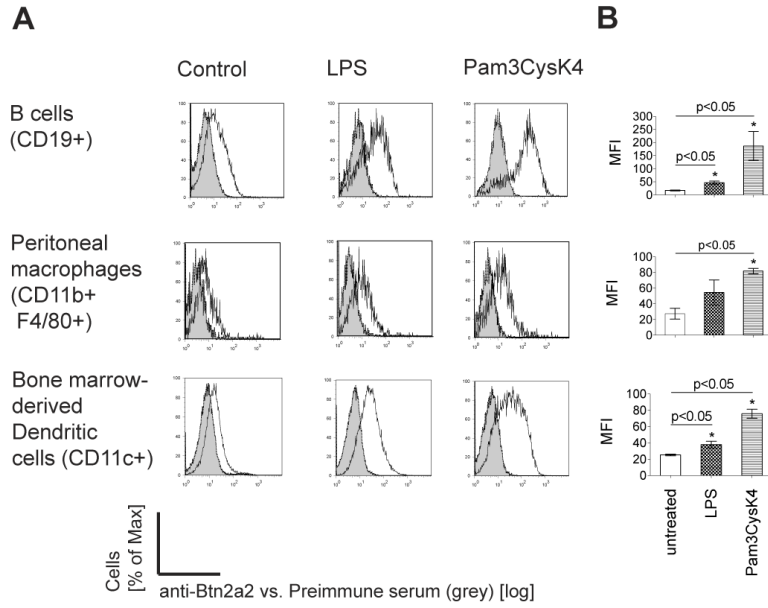 A
B
Control
LPS
Pam3CysK4
B cells
(CD19+)
Peritoneal
macrophages
(CD11b+
F4/80+)
Bone marrow-
derived
Dendritic
cells (CD11c+)
Cells
[% of Max]
anti-Btn2a2 vs. Preimmune serum (grey) [log]
p<0.05
p<0.05
*
*
MFI
300
250
200
150
100
50
0
p<0.05
*
MFI
100
80
60
40
20
0
p<0.05
p<0.05
*
*
MFI
100
80
60
40
20
0
untreated
LPS
Pam3CysK4